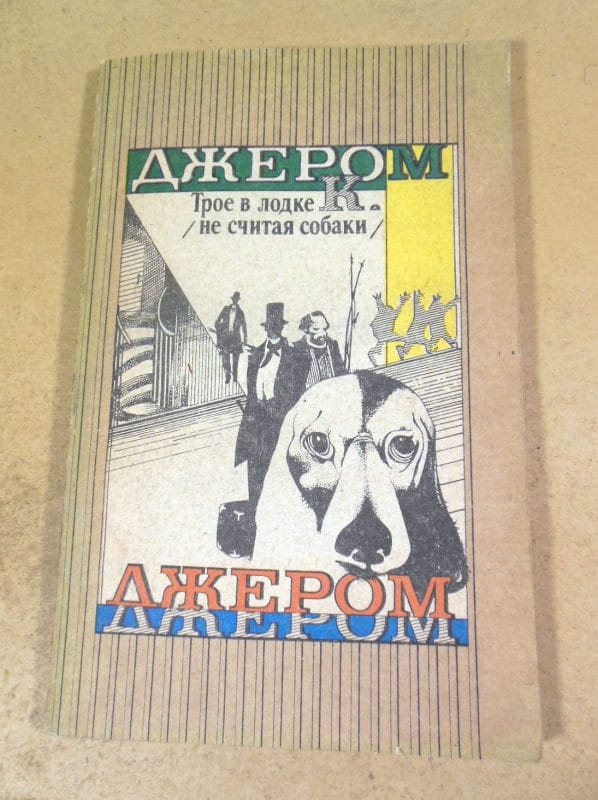 ДЖЕРОМ
К.
Трое в лодке
/не считая собаки/
ДЖЕРОМ
ДЖЕРОМ